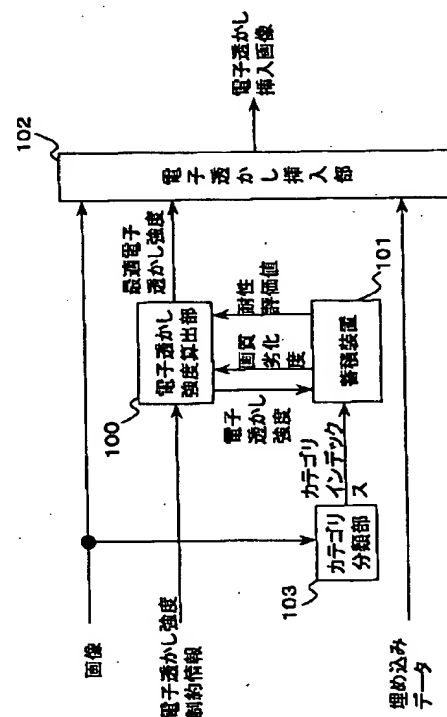 102
電子透かし
挿入画像
電子透かし挿入部
最適電子
透かし強度
100
電子透かし
強度算出部
耐性
評価値
画質
劣化
度
電子
透かし
強度
101
蓄積装置
カテゴリ
インデック
ス
カテゴリ
分類部
103
画像
電子透かし強度
制約情報
埋め込み
データ